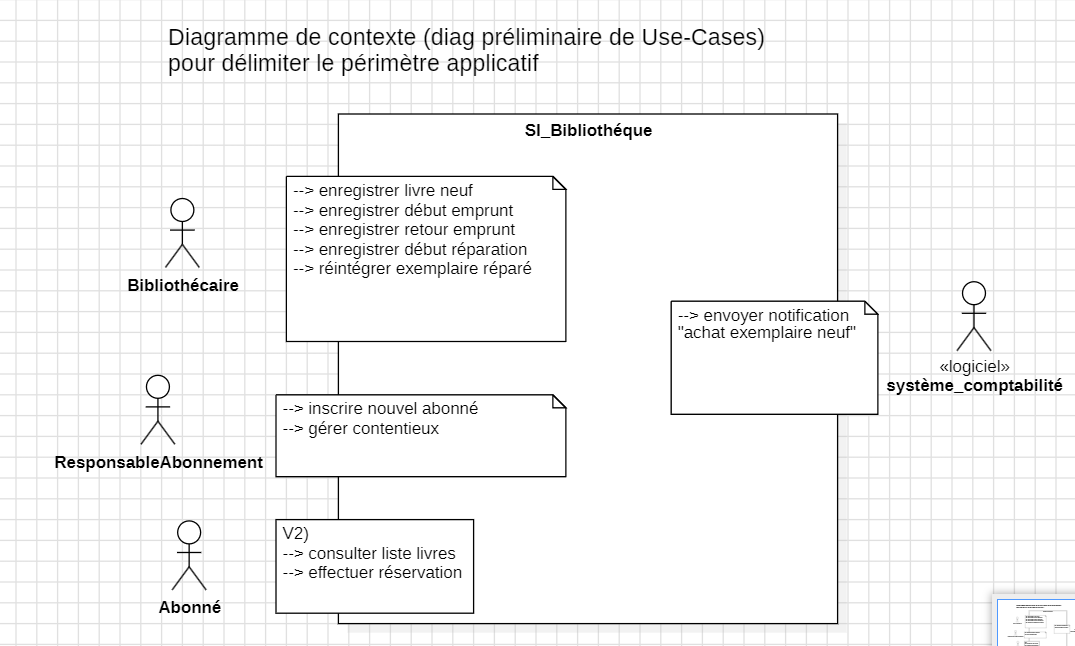 Diagramme de contexte (diag préliminaire de Use-Cases)
pour délimiter le périmètre applicatif
SI_Bibliothéque
--> enregistrer livre neuf
--> enregistrer début emprunt
--> enregistrer retour emprunt
--> enregistrer début réparation
--> réintégrer exemplaire réparé
Bibliothécaire
--> envoyer notification
"achat exemplaire neuf"
«logiciel»
système_comptabilité
--> inscrire nouvel abonné
--> gérer contentieux
ResponsableAbonnement
V2)
--> consulter liste livres
--> effectuer réservation
Abonné